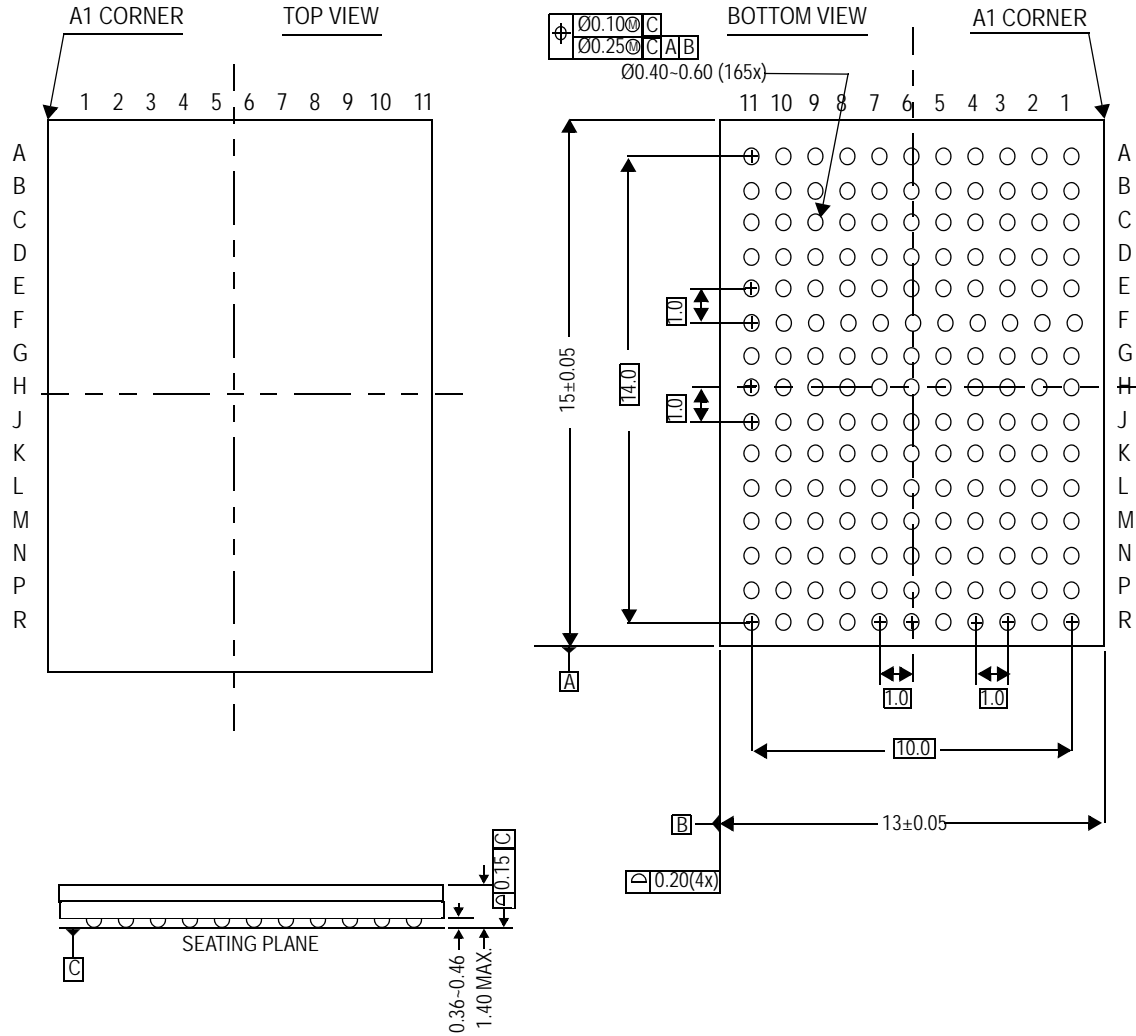 A1 CORNER TOP VIEW
1 2 3 4 5 6 7 8 9 10 11
A
B
C
D
E
F
G
H
J
K
L
M
N
P
R
Ø0.10Ⓜ C
Ø0.25Ⓜ C A B
BOTTOM VIEW A1 CORNER
Ø0.40~0.60 (165x)
11 10 9 8 7 6 5 4 3 2 1
A
B
C
D
E
F
G
H
J
K
L
M
N
P
R
1.0
1.0
14.0
15±0.05
A
1.0 1.0
10.0
B 13±0.05
0.20(4x)
0.15 C
SEATING PLANE
C
0.36~0.46
1.40 MAX.